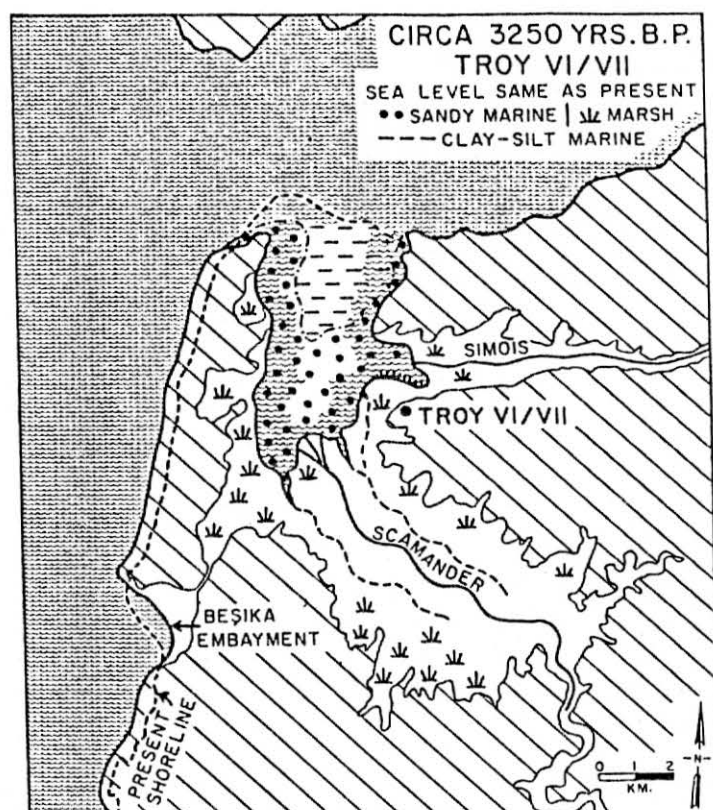 CIRCA 3250 YRS. B.P.
TROY VI/VII
SEA LEVEL SAME AS PRESENT
SANDY MARINE | MARSH
CLAY-SILT MARINE
SIMOIS
TROY VI/VII
SCAMANDER
BEŞIKA
EMBAYMENT
PRESENT
SHORELINE
0 1 2
KM.
-N-